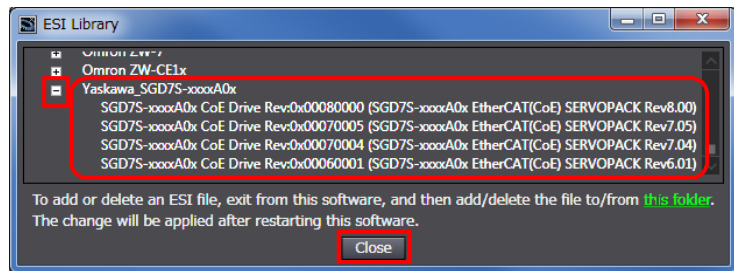 ESI Library
Omron ZW-7
Omron ZW-CE1x
Yaskawa_SGD7S-xxxxA0x
SGD7S-xxxxA0x CoE Drive Rev:0x00080000 (SGD7S-xxxxA0x EtherCAT(CoE) SERVOPACK Rev8.00)
SGD7S-xxxxA0x CoE Drive Rev:0x00070005 (SGD7S-xxxxA0x EtherCAT(CoE) SERVOPACK Rev7.05)
SGD7S-xxxxA0x CoE Drive Rev:0x00070004 (SGD7S-xxxxA0x EtherCAT(CoE) SERVOPACK Rev7.04)
SGD7S-xxxxA0x CoE Drive Rev:0x00060001 (SGD7S-xxxxA0x EtherCAT(CoE) SERVOPACK Rev6.01)
To add or delete an ESI file, exit from this software, and then add/delete the file to/from this fokler.
The change will be applied after restarting this software.
Close